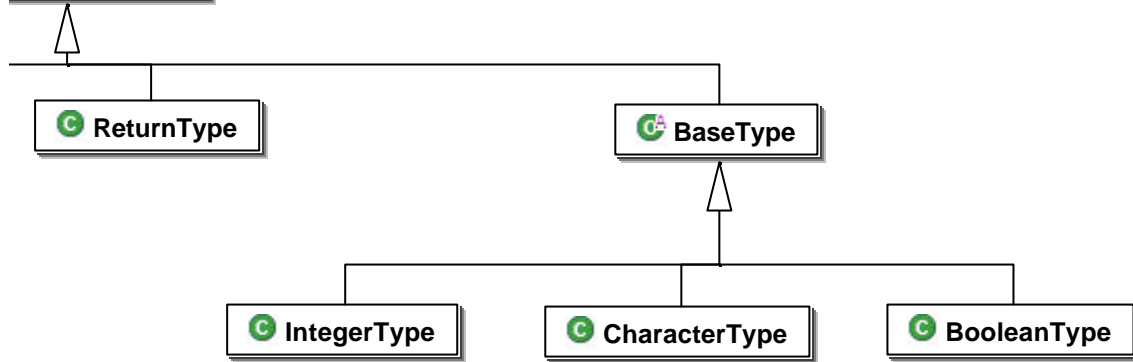 C ReturnType
C A BaseType
C IntegerType
C CharacterType
C BooleanType